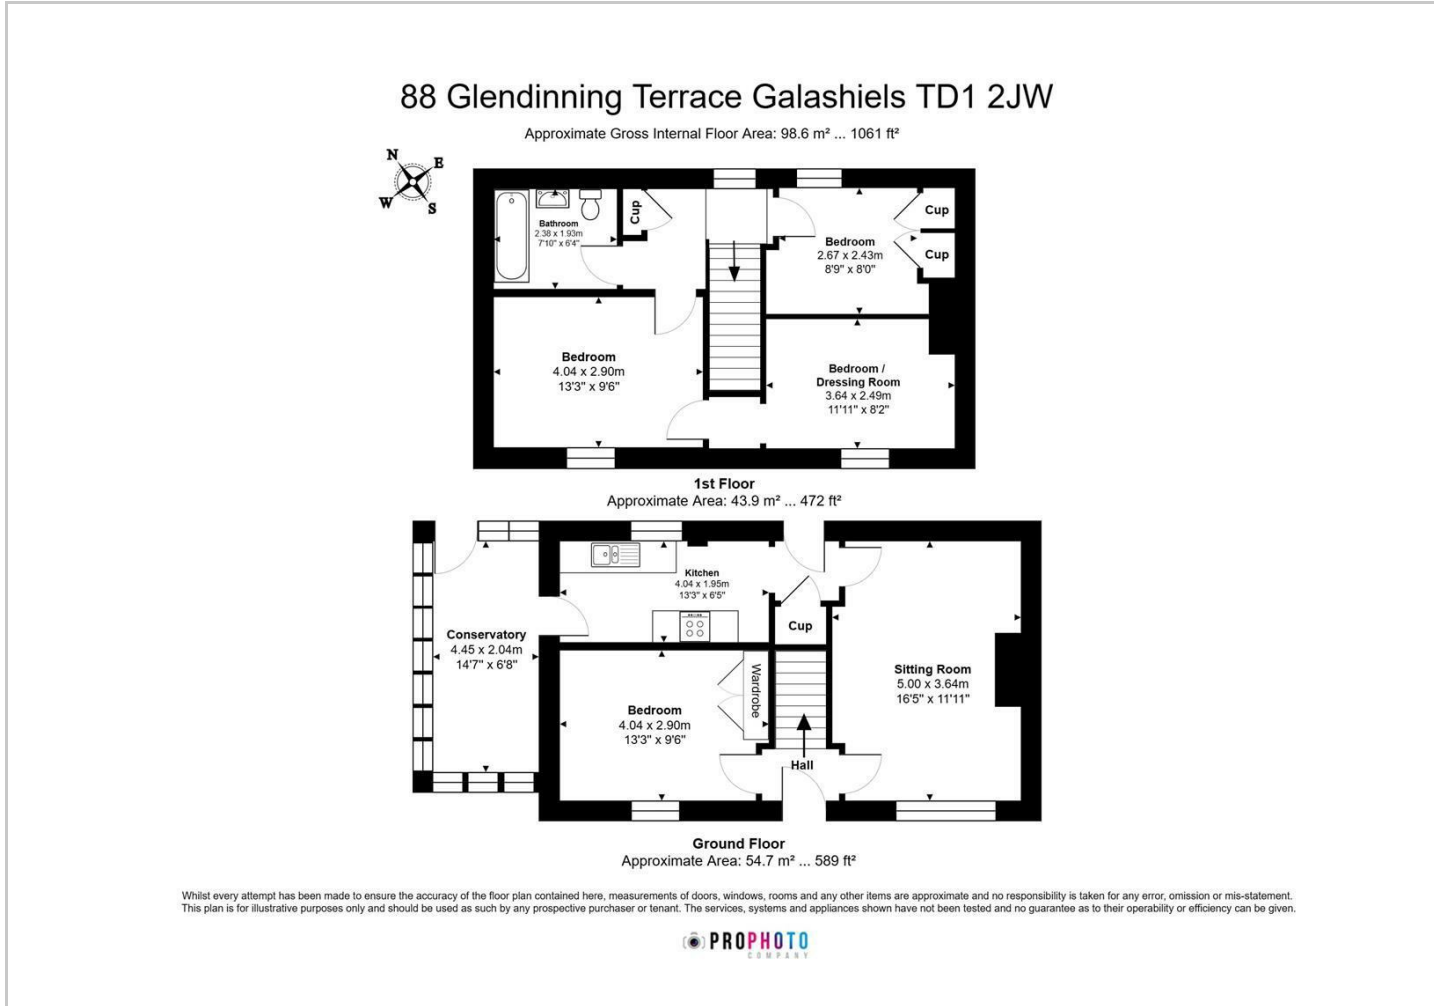 88 Glendinning Terrace Galashiels TD1 2JW
Approximate Gross Internal Floor Area: 98.6 m² ... 1061 ft²
N
E
W
S
Bathroom
2.38 x 1.93m
7'10" x 6'4"
Cup
Bedroom
2.67 x 2.43m
8'9" x 8'0"
Cup
Cup
Bedroom
4.04 x 2.90m
13'3" x 9'6"
Bedroom /
Dressing Room
3.64 x 2.49m
11'11" x 8'2"
1st Floor
Approximate Area: 43.9 m² ... 472 ft²
Kitchen
4.04 x 1.95m
13'3" x 6'5"
Cup
Conservatory
4.45 x 2.04m
14'7" x 6'8"
Sitting Room
5.00 x 3.64m
16'5" x 11'11"
Bedroom
4.04 x 2.90m
13'3" x 9'6"
Wardrobe
Hall
Ground Floor
Approximate Area: 54.7 m² ... 589 ft²
Whilst every attempt has been made to ensure the accuracy of the floor plan contained here, measurements of doors, windows, rooms and any other items are approximate and no responsibility is taken for any error, omission or mis-statement.
This plan is for illustrative purposes only and should be used as such by any prospective purchaser or tenant. The services, systems and appliances shown have not been tested and no guarantee as to their operability or efficiency can be given.
PROPHOTO
COMPANY